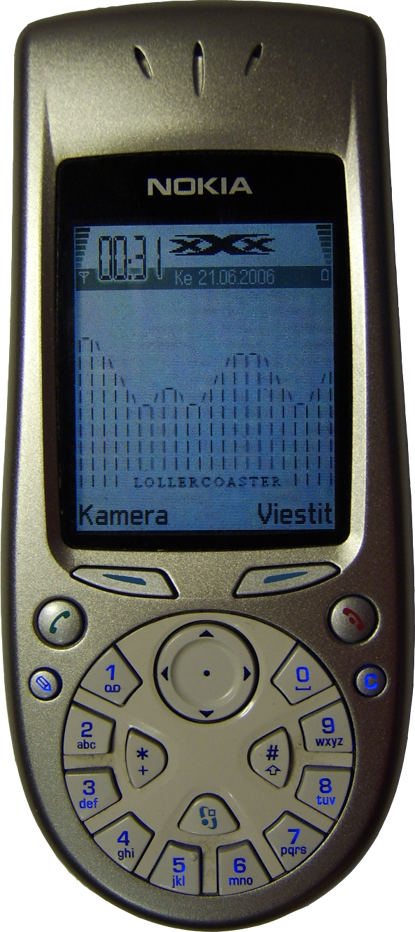 NOKIA
00:31 xXx
Ke 21.06.2006
LOLLERCOASTER
Kamera Viestit
1 0
C
2 abc 9 wxyz
* + #
3 def 8 tuv
4 ghi 7 pqrs
5 jkl 6 mno